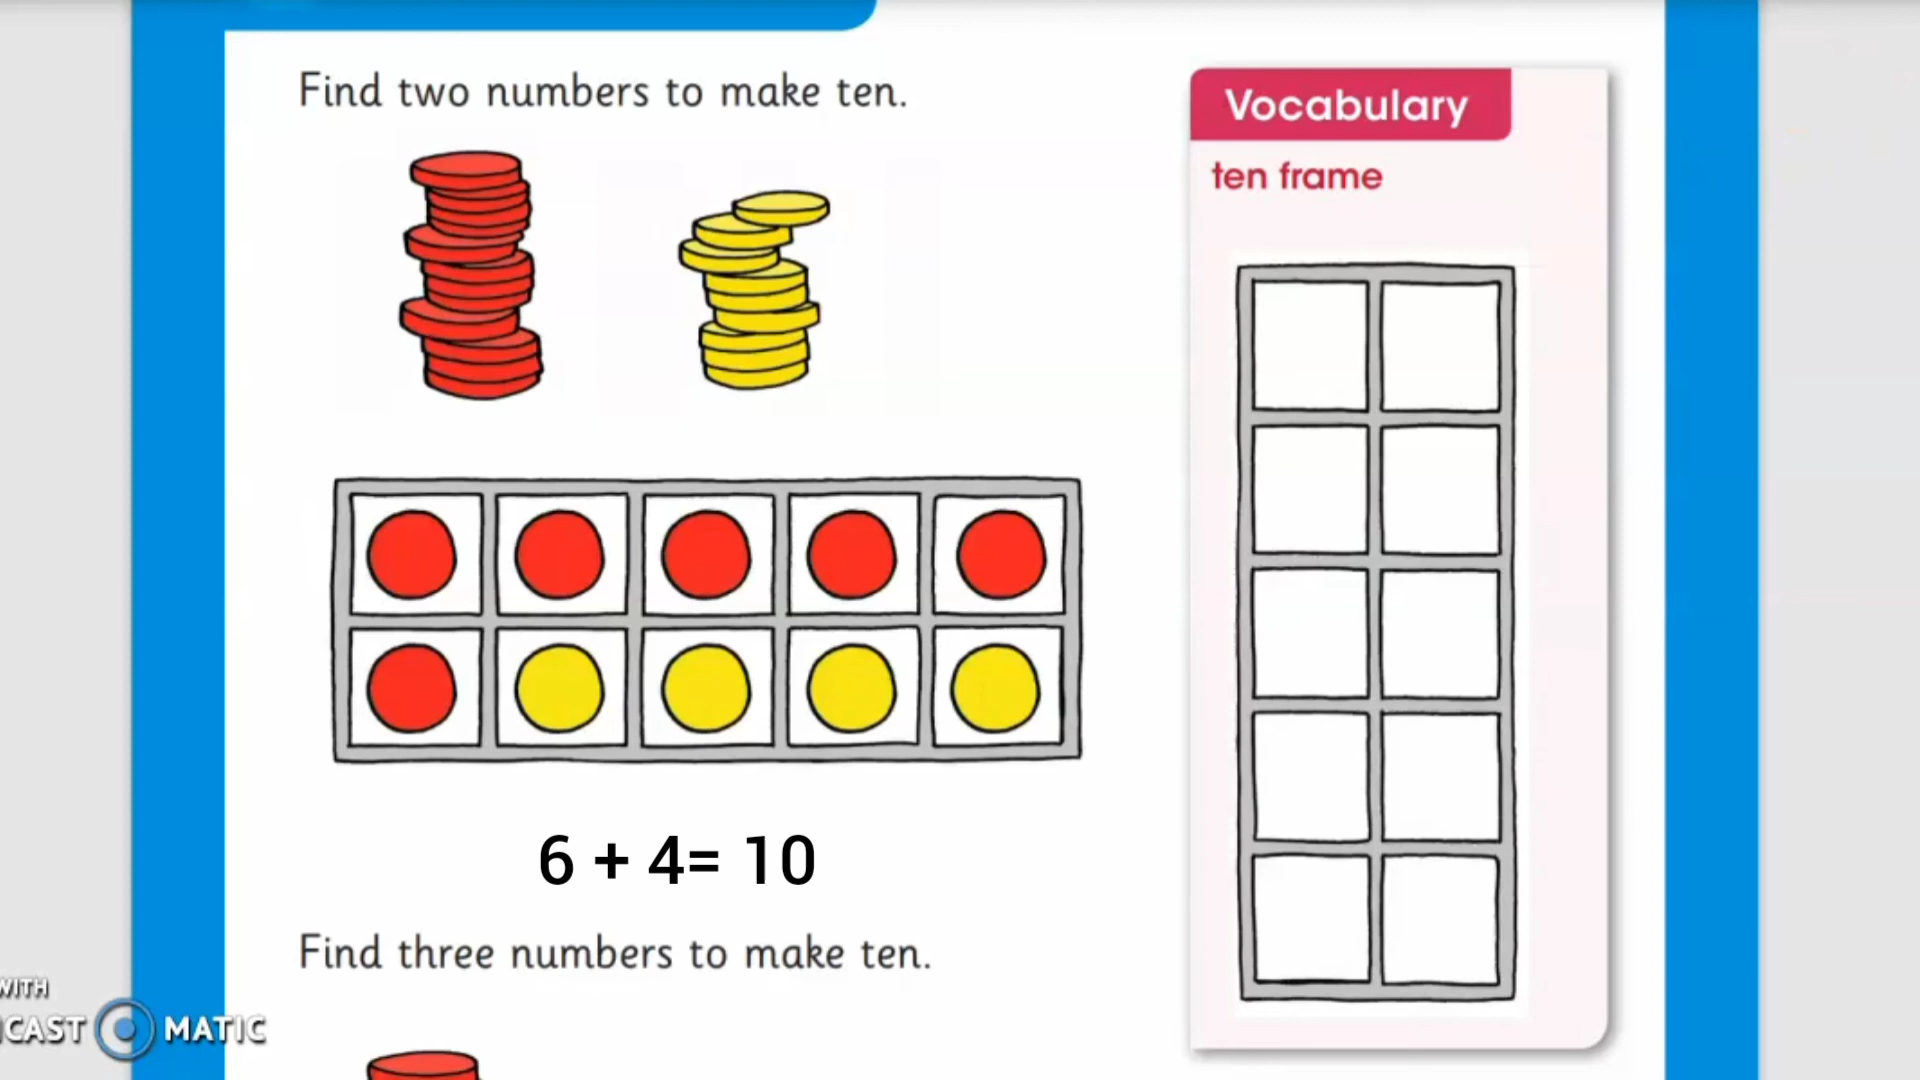 Find two numbers to make ten.
Vocabulary
ten frame
6 + 4= 10
Find three numbers to make ten.
WITH
CAST MATIC